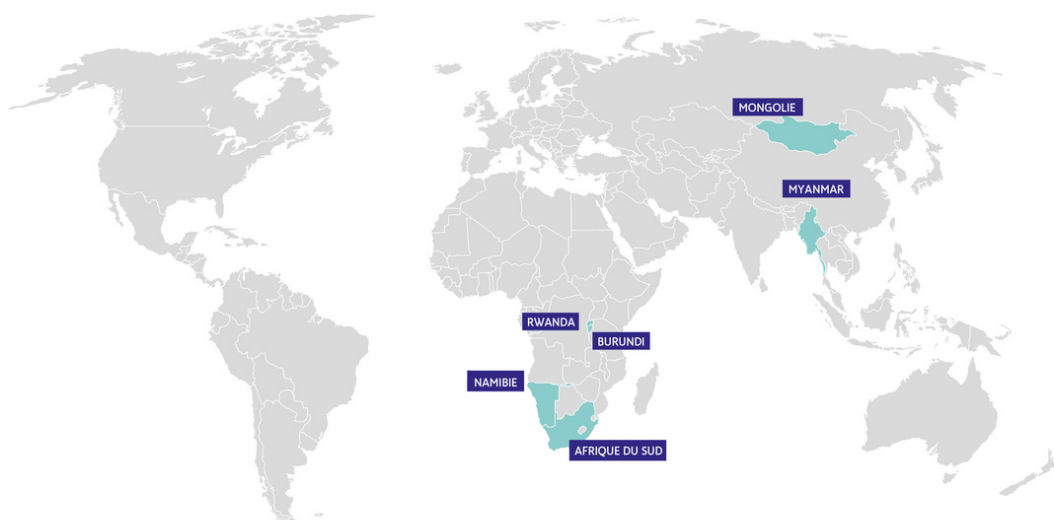 MONGOLIE
MYANMAR
RWANDA
BURUNDI
NAMIBIE
AFRIQUE DU SUD